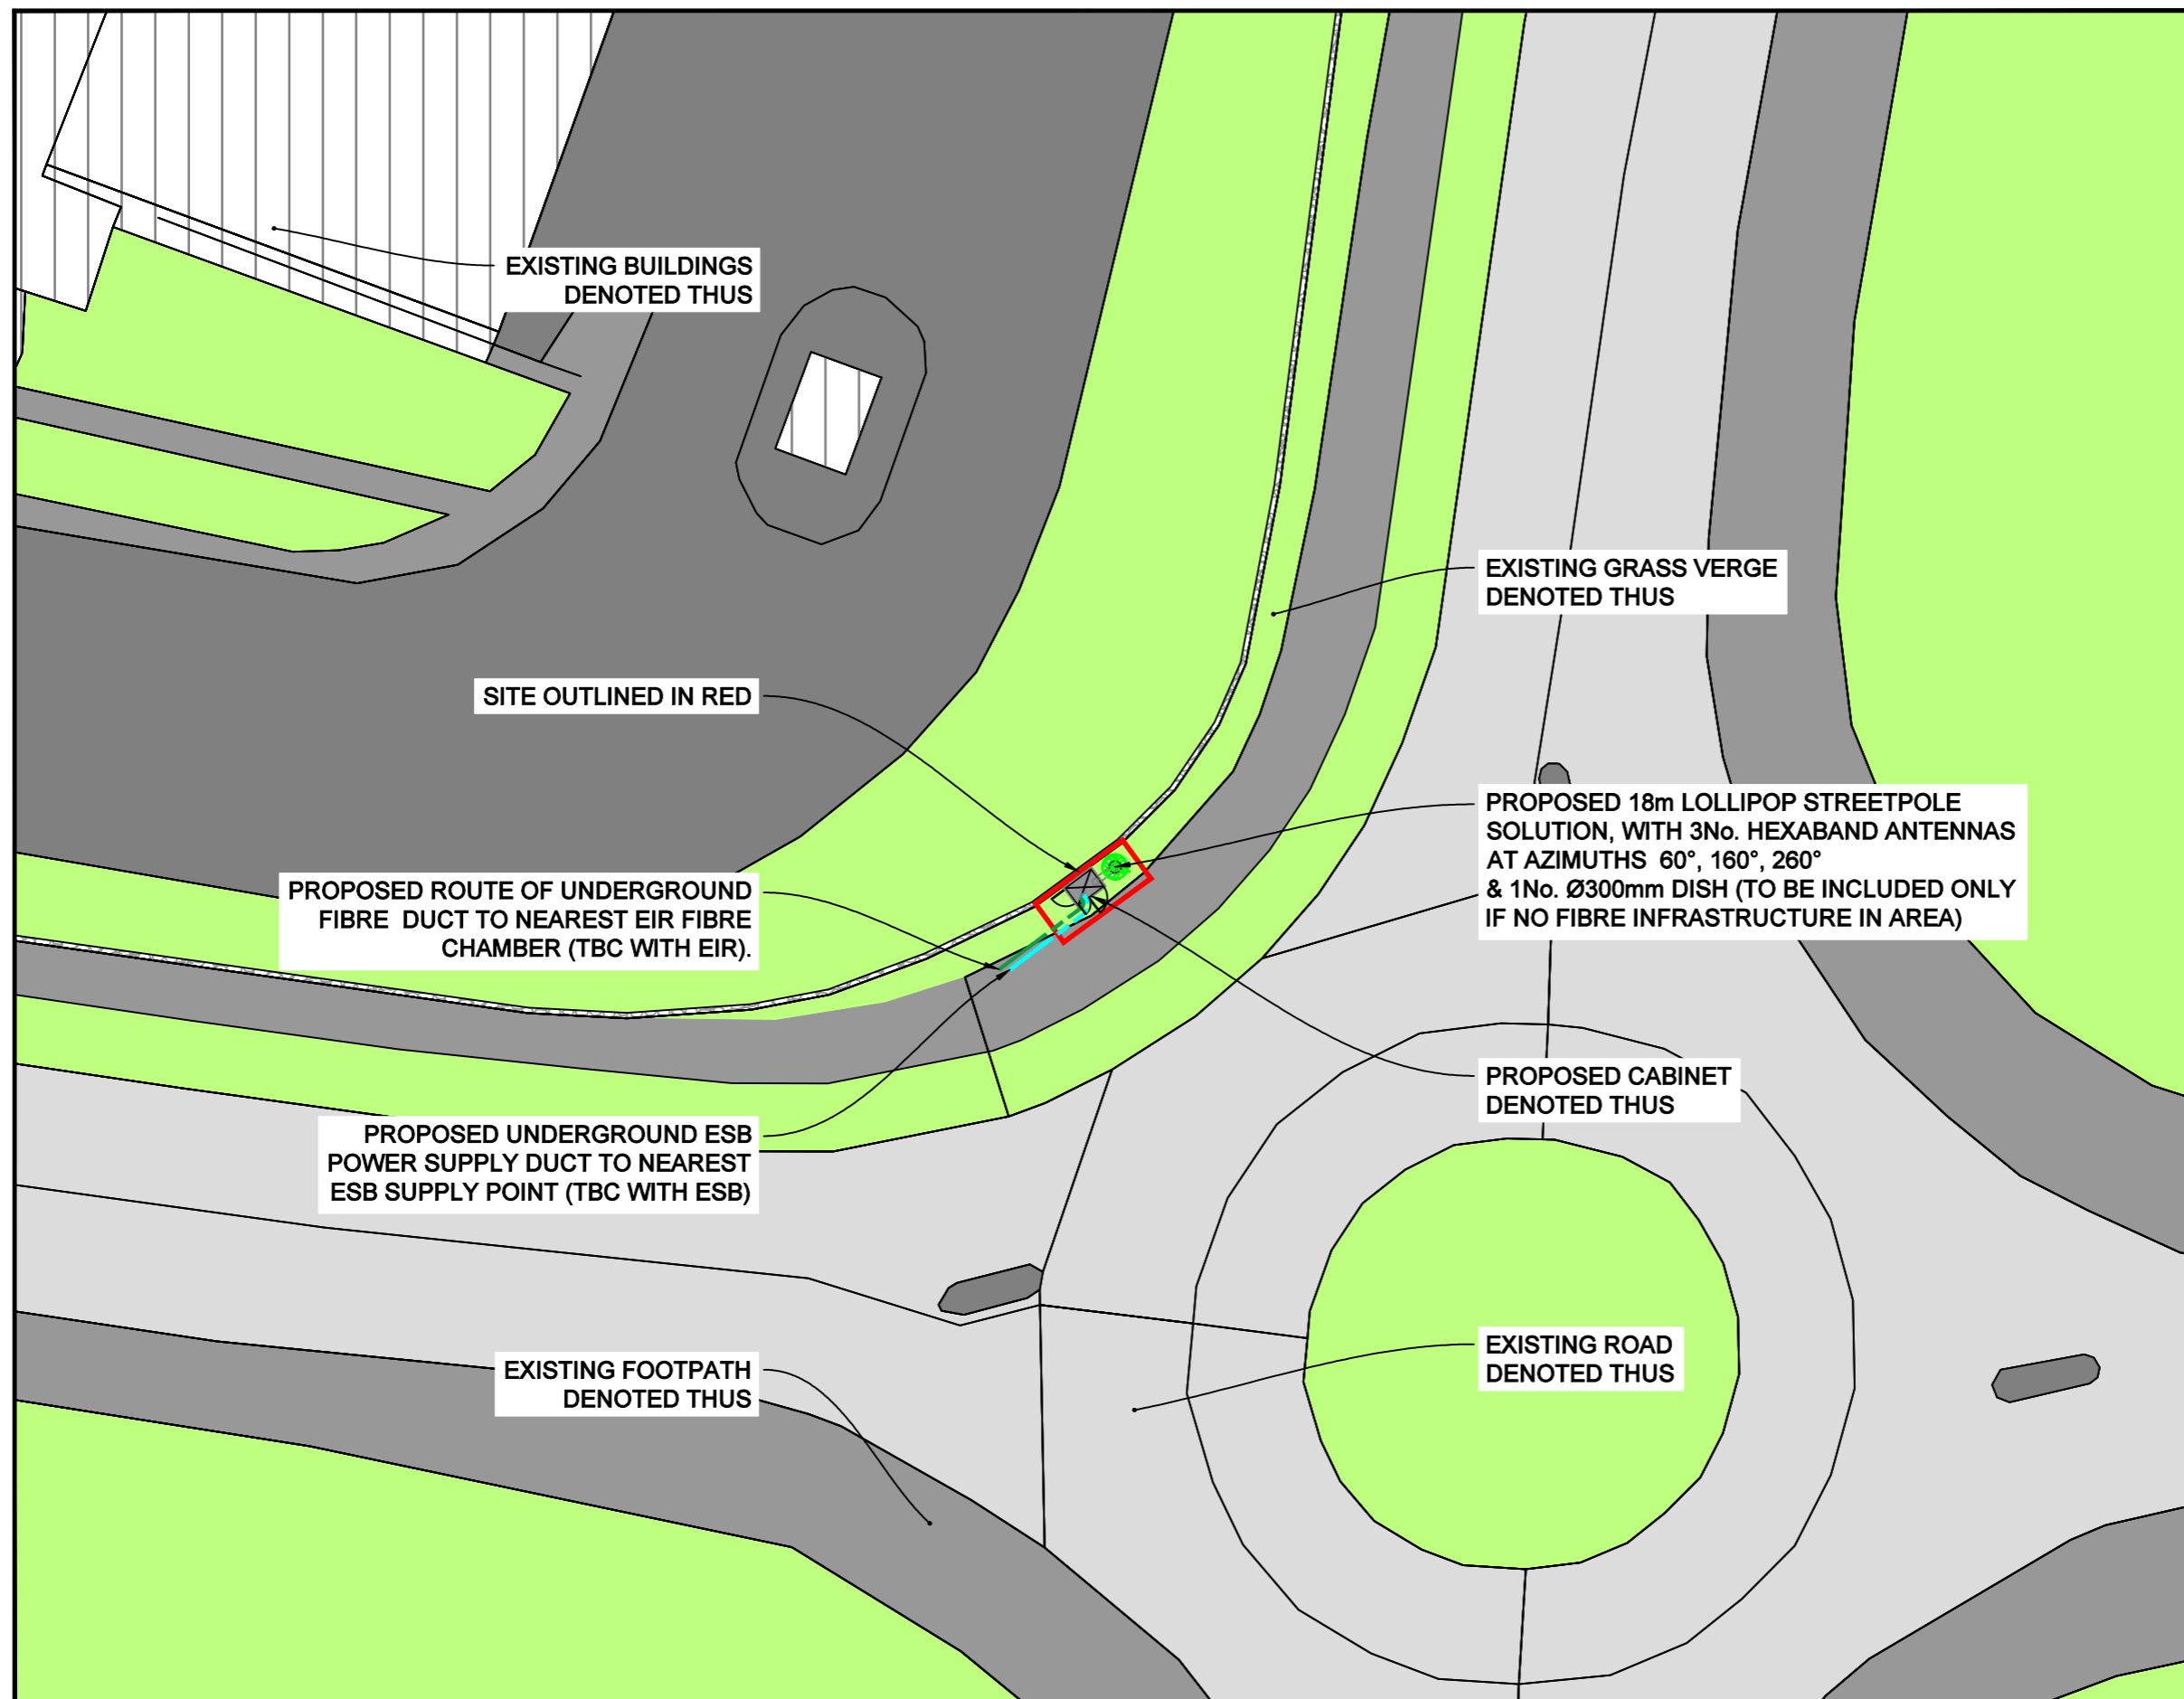 EXISTING BUILDINGS
DENOTED THUS
EXISTING GRASS VERGE
DENOTED THUS
SITE OUTLINED IN RED
PROPOSED 18m LOLLIPOP STREETPOLE
SOLUTION, WITH 3No. HEXABAND ANTENNAS
AT AZIMUTHS 60°, 160°, 260°
& 1No. Ø300mm DISH (TO BE INCLUDED ONLY
IF NO FIBRE INFRASTRUCTURE IN AREA)
PROPOSED ROUTE OF UNDERGROUND
FIBRE DUCT TO NEAREST EIR FIBRE
CHAMBER (TBC WITH EIR).
PROPOSED CABINET
DENOTED THUS
PROPOSED UNDERGROUND ESB
POWER SUPPLY DUCT TO NEAREST
ESB SUPPLY POINT (TBC WITH ESB)
EXISTING ROAD
DENOTED THUS
EXISTING FOOTPATH
DENOTED THUS